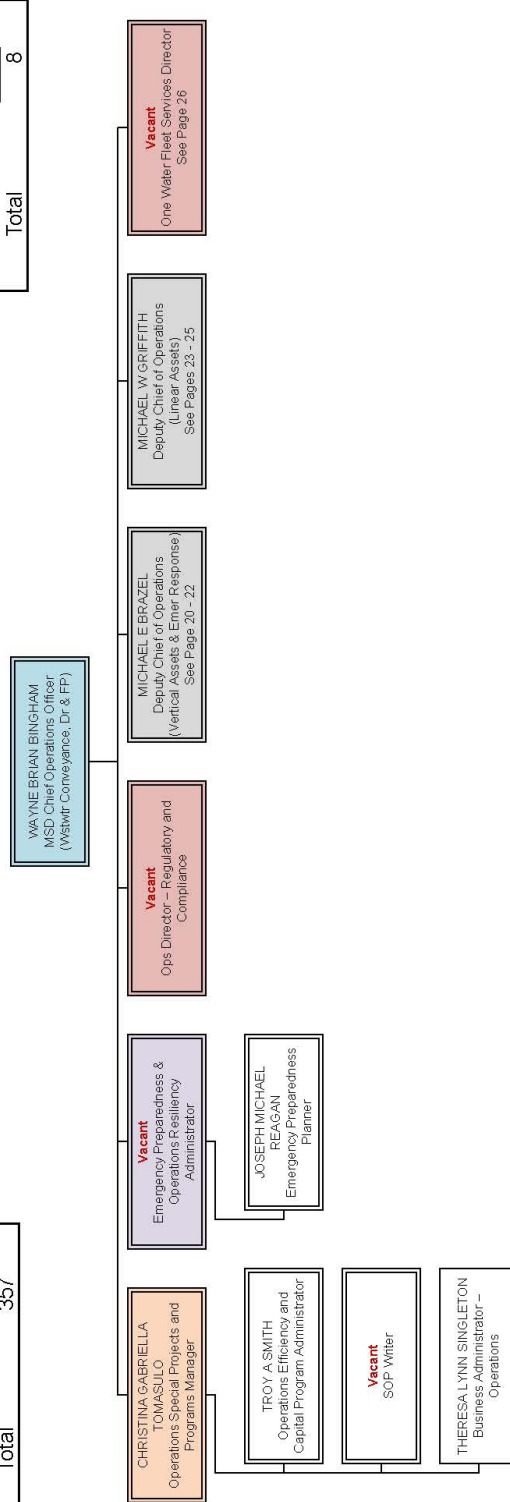 Total 357
Total 8
WAYNE BRIAN BINGHAM
MSD Chief Operations Officer
(Wstwtr Conveyance, Dr & FP)
CHRISTINA GABRIELLA
TOMASULO
Operations Special Projects and
Programs Manager
Vacant
Emergency Preparedness &
Operations Resiliency
Administrator
Vacant
Ops Director – Regulatory and
Compliance
MICHAEL E BRAZEL
Deputy Chief of Operations
(Vertical Assets & Emer Response)
See Page 20 - 22
MICHAEL W GRIFFITH
Deputy Chief of Operations
(Linear Assets)
See Pages 23 - 25
Vacant
One Water Fleet Services Director
See Page 26
TROY A SMITH
Operations Efficiency and
Capital Program Administrator
Vacant
SOP Writer
THERESA LYNN SINGLETON
Business Administrator –
Operations
JOSEPH MICHAEL
REAGAN
Emergency Preparedness
Planner